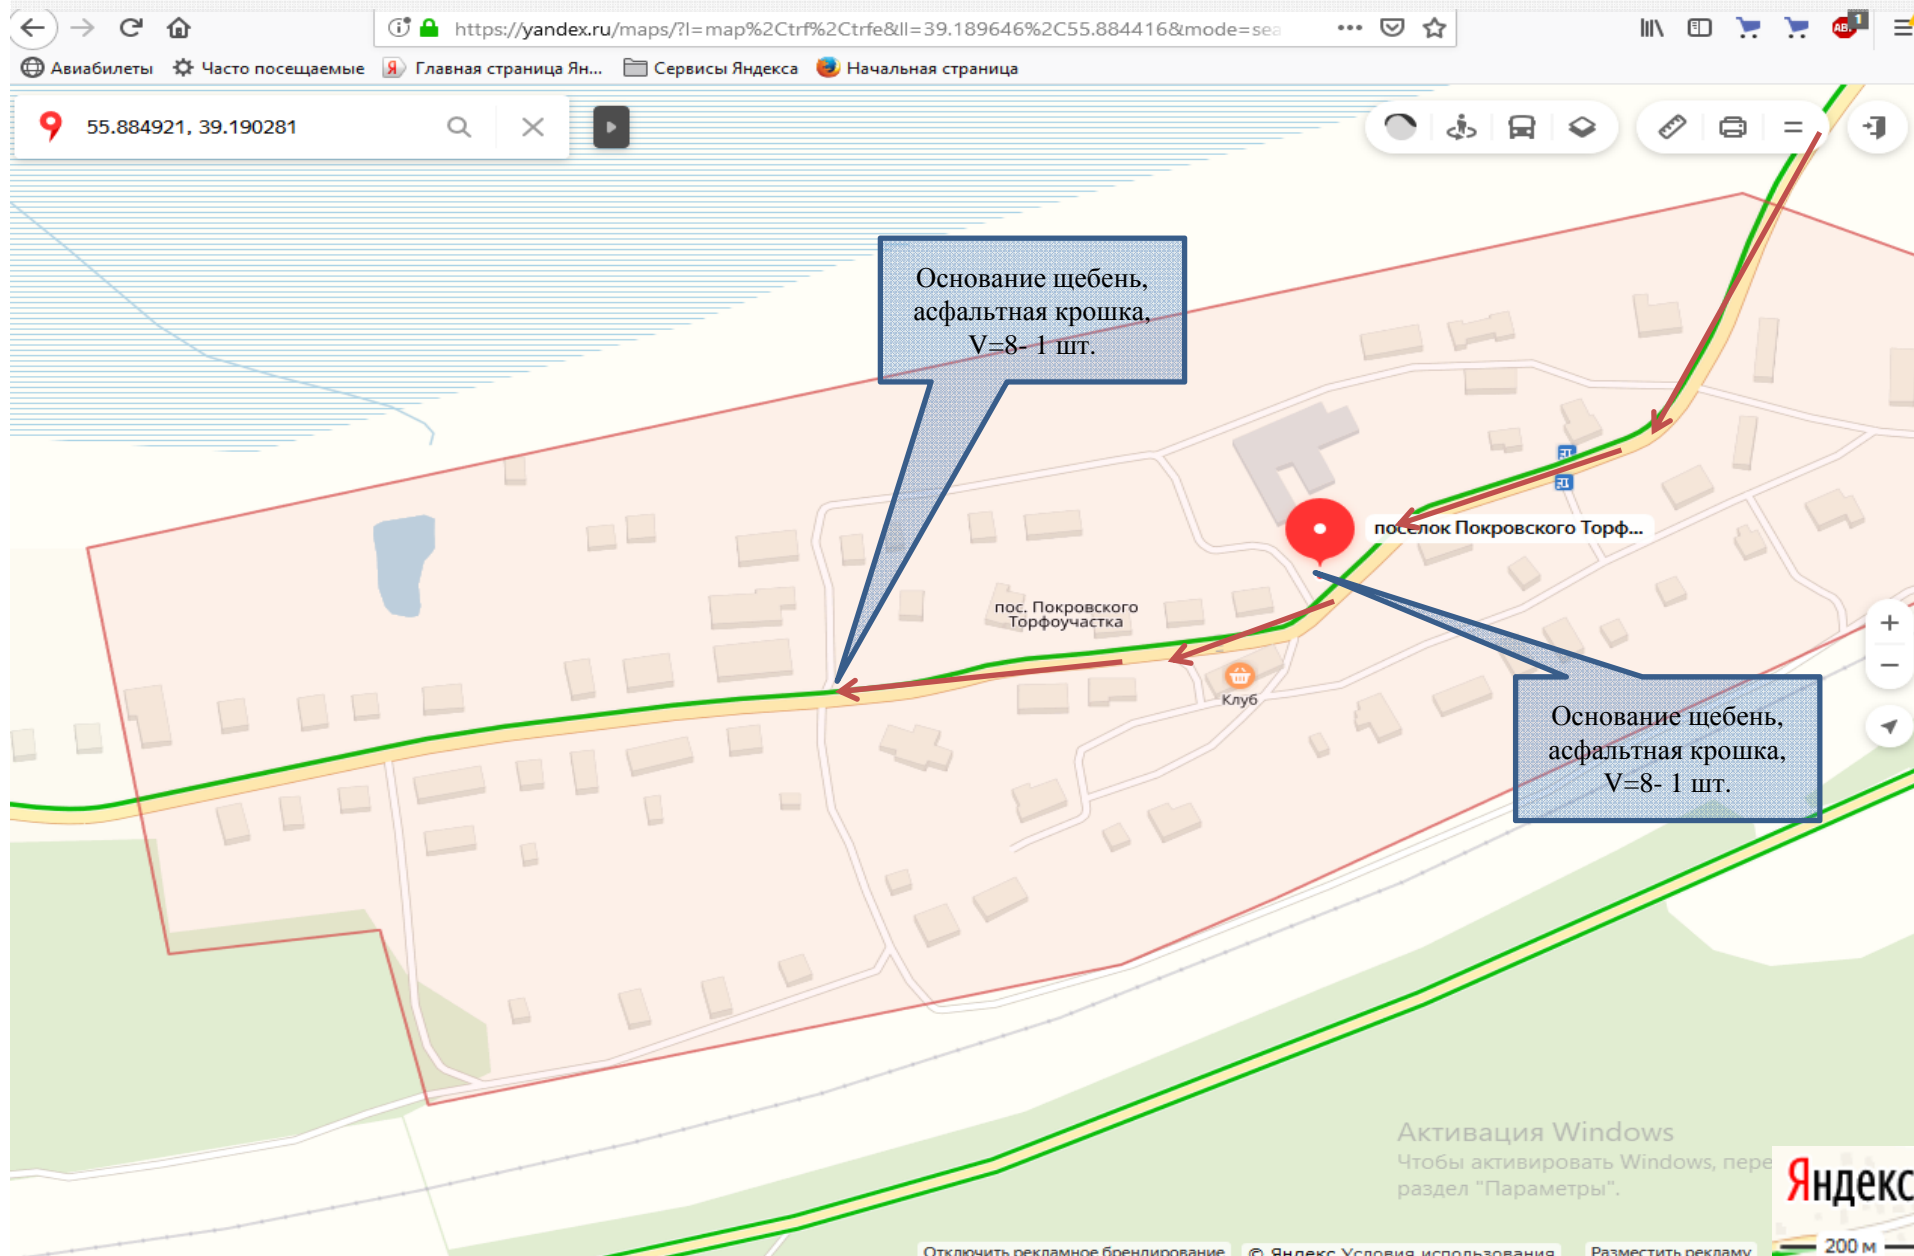 https://yandex.ru/maps/?l=map%2Ctrf%2Ctrfe&ll=39.189646%2C55.884416&mode=sea
Авиабилеты Часто посещаемые Главная страница Ян... Сервисы Яндекса Начальная страница
55.884921, 39.190281
Основание щебень,
асфальтная крошка,
V=8- 1 шт.
поселок Покровского Торф...
пос. Покровского
Торфоучастка
Клуб
Основание щебень,
асфальтная крошка,
V=8- 1 шт.
Активация Windows
Чтобы активировать Windows, пере
раздел "Параметры".
Яндекс
Отключить рекламное брендирование © Яндекс Условия использования Разместить рекламу 200 м